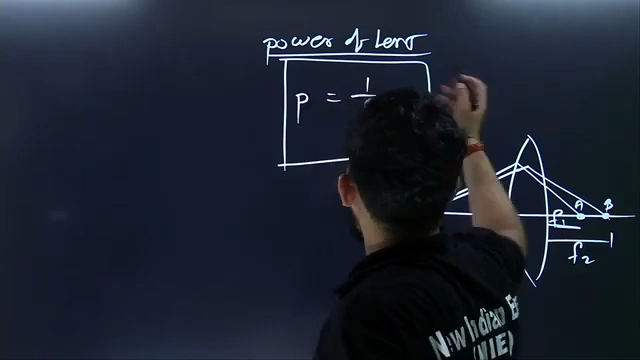 power of lens
P = 1
A B
f1
f2
New Indian E
(NIE)